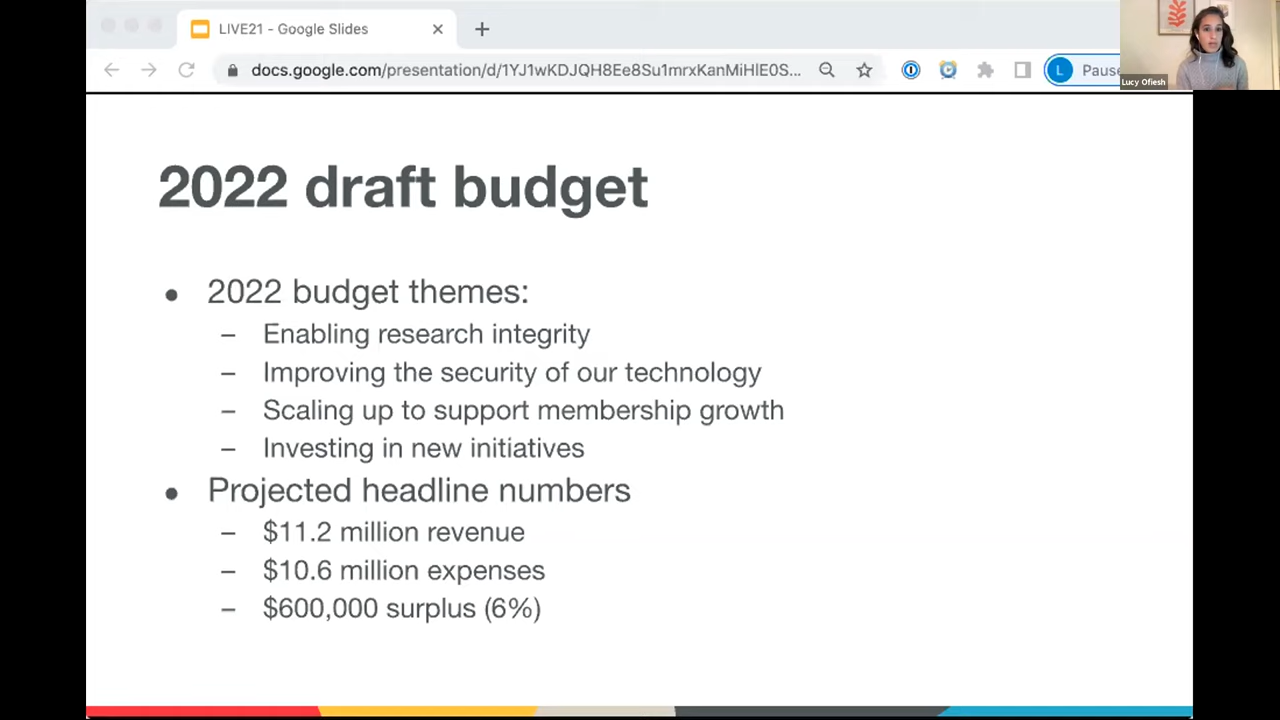 LIVE21 - Google Slides
docs.google.com/presentation/d/1YJ1wKDJQH8Ee8Su1mrxKanMiHlE0S...
L Pause
Lucy Ofiesh
2022 draft budget
• 2022 budget themes:
– Enabling research integrity
– Improving the security of our technology
– Scaling up to support membership growth
– Investing in new initiatives
• Projected headline numbers
– $11.2 million revenue
– $10.6 million expenses
– $600,000 surplus (6%)